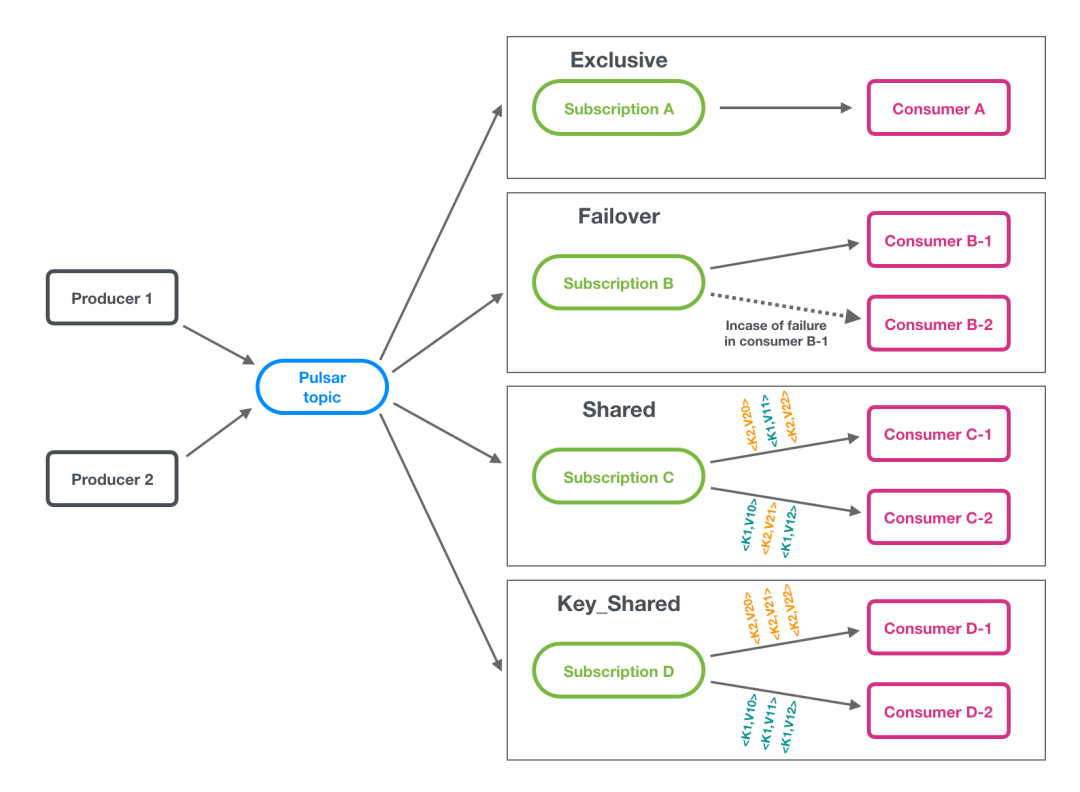 Exclusive
Subscription A
Consumer A
Failover
Subscription B
Consumer B-1
Incase of failure
in consumer B-1
Consumer B-2
Producer 1
Pulsar
topic
Producer 2
Shared
<K2,V20>
<K1,V11>
<K2,V22>
Subscription C
Consumer C-1
<K1,V10>
<K2,V21>
<K1,V12>
Consumer C-2
Key_Shared
<K2,V20>
<K2,V21>
<K2,V22>
Subscription D
Consumer D-1
<K1,V10>
<K1,V11>
<K1,V12>
Consumer D-2